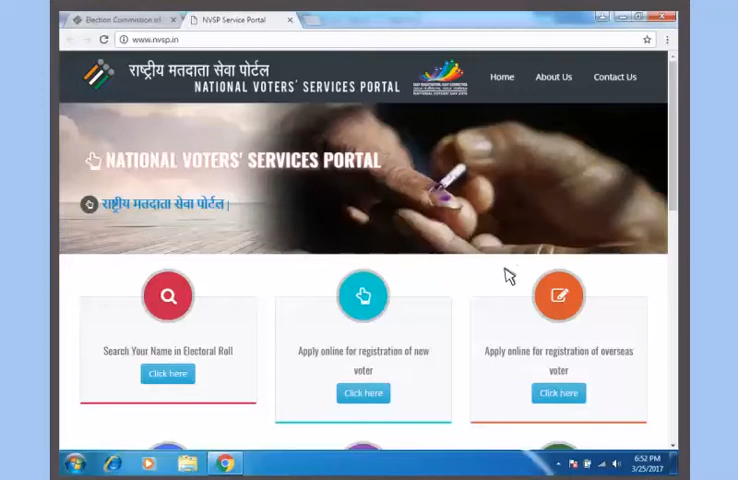 Election Commission of I
NVSP Service Portal
www.nvsp.in
राष्ट्रीय मतदाता सेवा पोर्टल
NATIONAL VOTERS' SERVICES PORTAL
Home
About Us
Contact Us
NATIONAL VOTERS' SERVICES PORTAL
राष्ट्रीय मतदाता सेवा पोर्टल|
Search Your Name in Electoral Roll
Click here
Apply online for registration of new
voter
Click here
Apply online for registration of overseas
voter
Click here
6:52 PM
3/25/2017